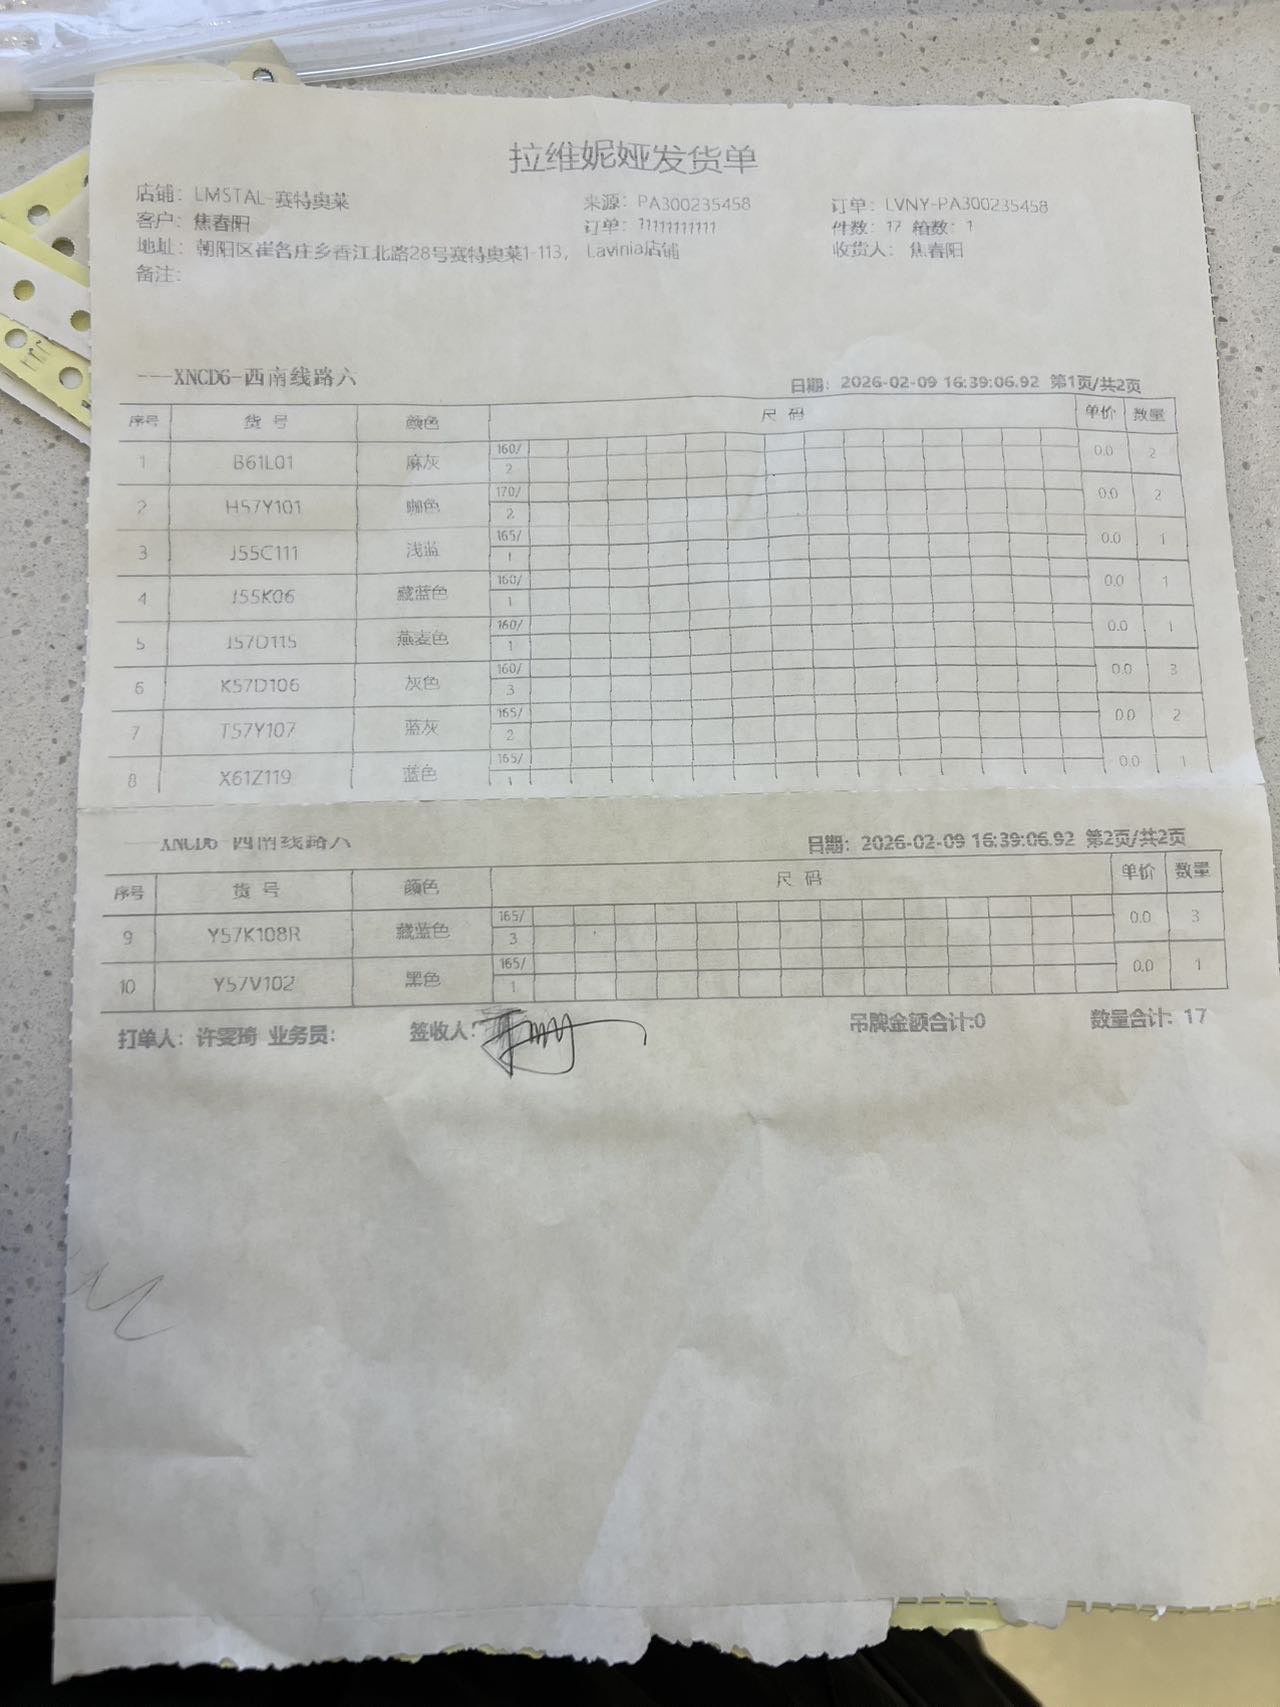 拉维妮娅发货单
店铺: LMSTAL-赛特奥莱 来源: PA300235458 订单: LVNY-PA300235458
客户: 焦春阳 订单: 11111111111 件数: 17 箱数: 1
地址: 朝阳区崔各庄乡香江北路28号赛特奥莱1-113, Lavinia店铺 收货人: 焦春阳
备注:
---XNCD6-西南线路六 日期: 2026-02-09 16:39:06.92 第1页/共2页
序号 货 号 颜色 尺 码 单价 数量
1 B61L01 麻灰 160/ 2 0.0 2
2 H57Y101 咖色 170/ 2 0.0 2
3 J55C111 浅蓝 165/ 1 0.0 1
4 J55K06 藏蓝色 160/ 1 0.0 1
5 J57D115 燕麦色 160/ 1 0.0 1
6 K57D106 灰色 160/ 3 0.0 3
7 T57Y107 蓝灰 165/ 2 0.0 2
8 X61Z119 蓝色 165/ 1 0.0 1
XNCD6-西南线路六 日期: 2026-02-09 16:39:06.92 第2页/共2页
序号 货 号 颜色 尺 码 单价 数量
9 Y57K108R 藏蓝色 165/ 3 0.0 3
10 Y57V102 黑色 165/ 1 0.0 1
打单人: 许雯琦 业务员: 签收人: 吊牌金额合计:0 数量合计: 17